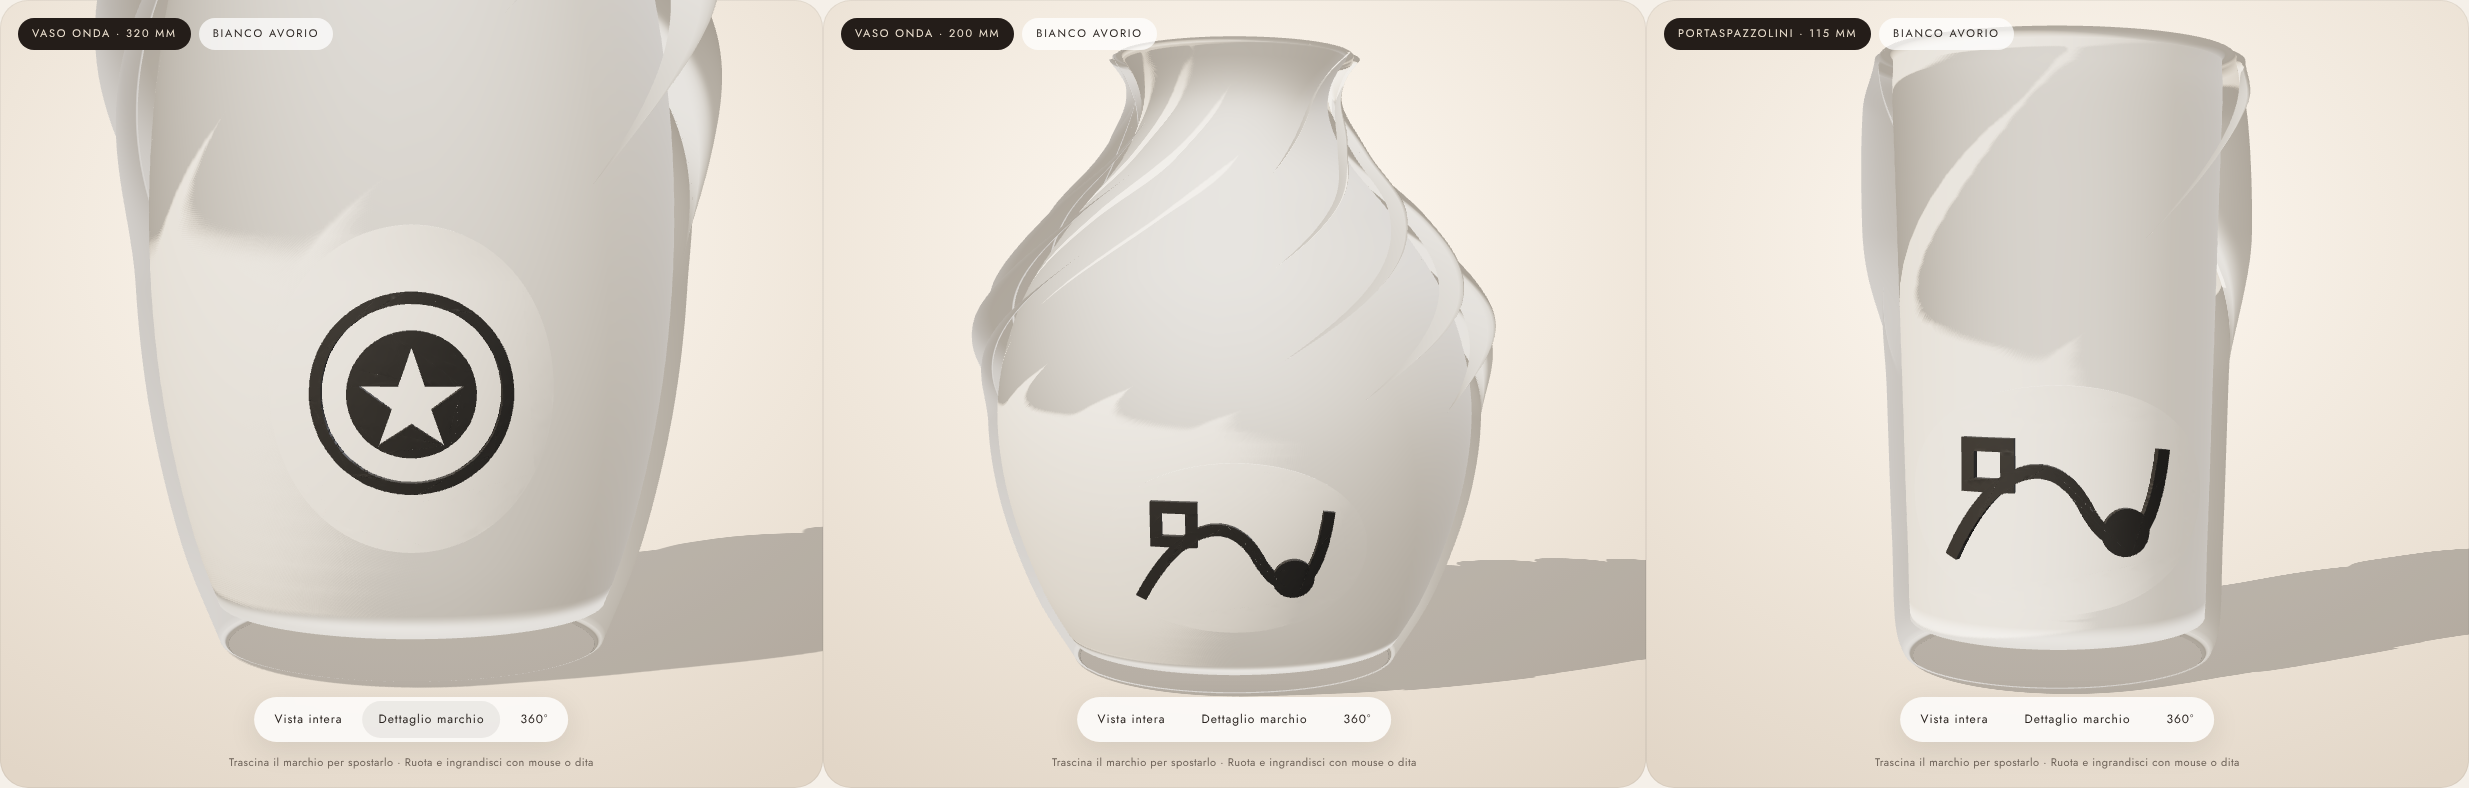 VASO ONDA · 320 MM
BIANCO AVORIO
Vista intera
Dettaglio marchio
360°
Trascina il marchio per spostarlo · Ruota e ingrandisci con mouse o dita
VASO ONDA · 200 MM
BIANCO AVORIO
Vista intera
Dettaglio marchio
360°
Trascina il marchio per spostarlo · Ruota e ingrandisci con mouse o dita
PORTASPAZZOLINI · 115 MM
BIANCO AVORIO
Vista intera
Dettaglio marchio
360°
Trascina il marchio per spostarlo · Ruota e ingrandisci con mouse o dita